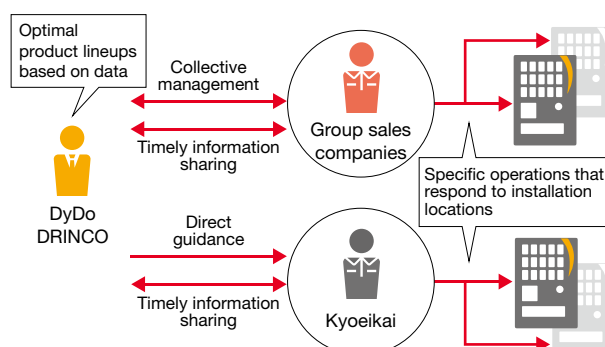 Optimal
product lineups
based on data
Collective
management
Timely information
sharing
Group sales
companies
DyDo
DRINCO
Specific operations that
respond to installation
locations
Direct
guidance
Timely information
sharing
Kyoeikai